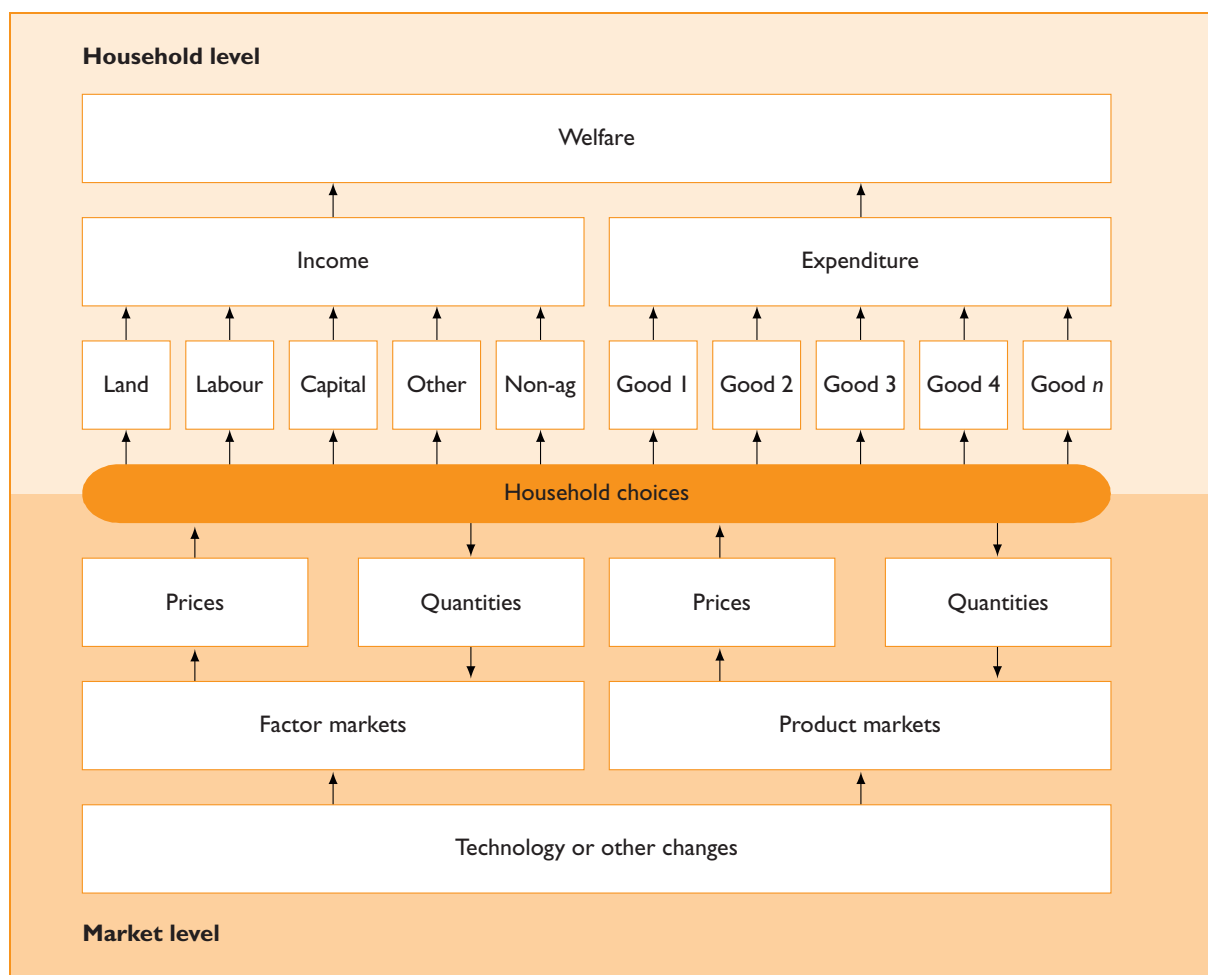 Household level
Welfare
Income
Expenditure
Land
Labour
Capital
Other
Non-ag
Good 1
Good 2
Good 3
Good 4
Good n
Household choices
Prices
Quantities
Prices
Quantities
Factor markets
Product markets
Technology or other changes
Market level